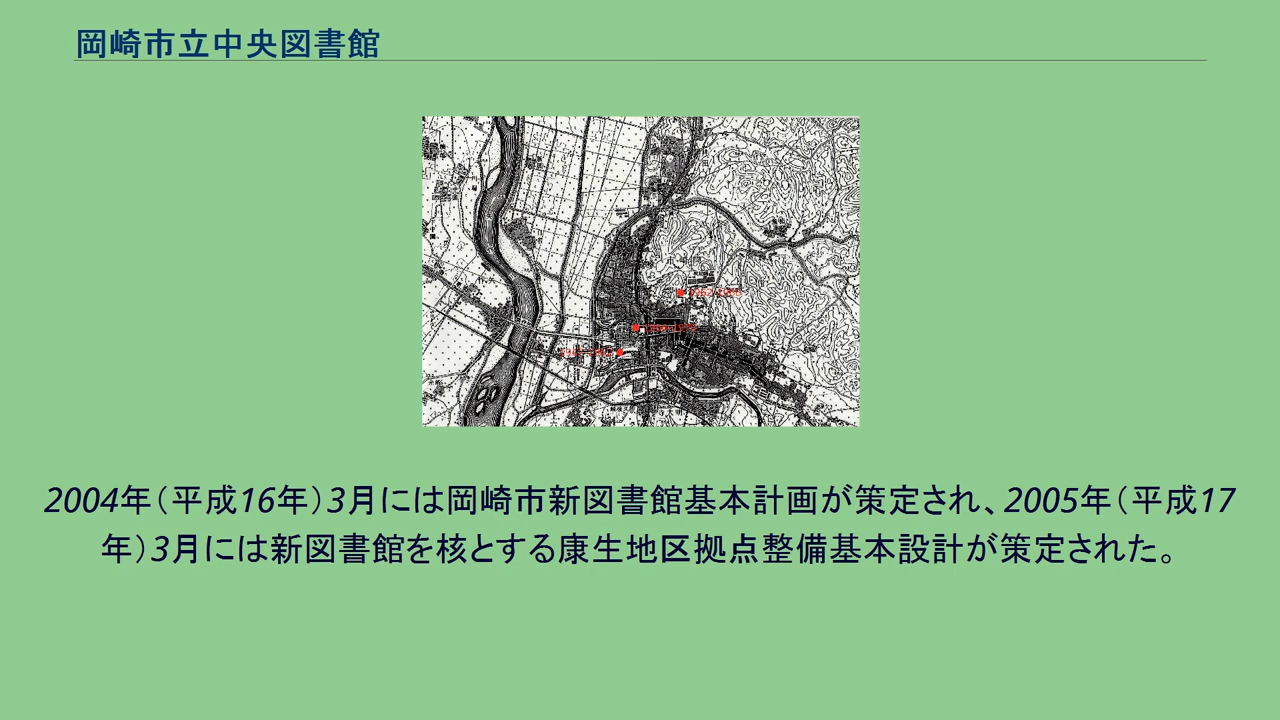 岡崎市立中央図書館
2004年（平成16年）3月には岡崎市新図書館基本計画が策定され、2005年（平成17
年）3月には新図書館を核とする康生地区拠点整備基本設計が策定された。